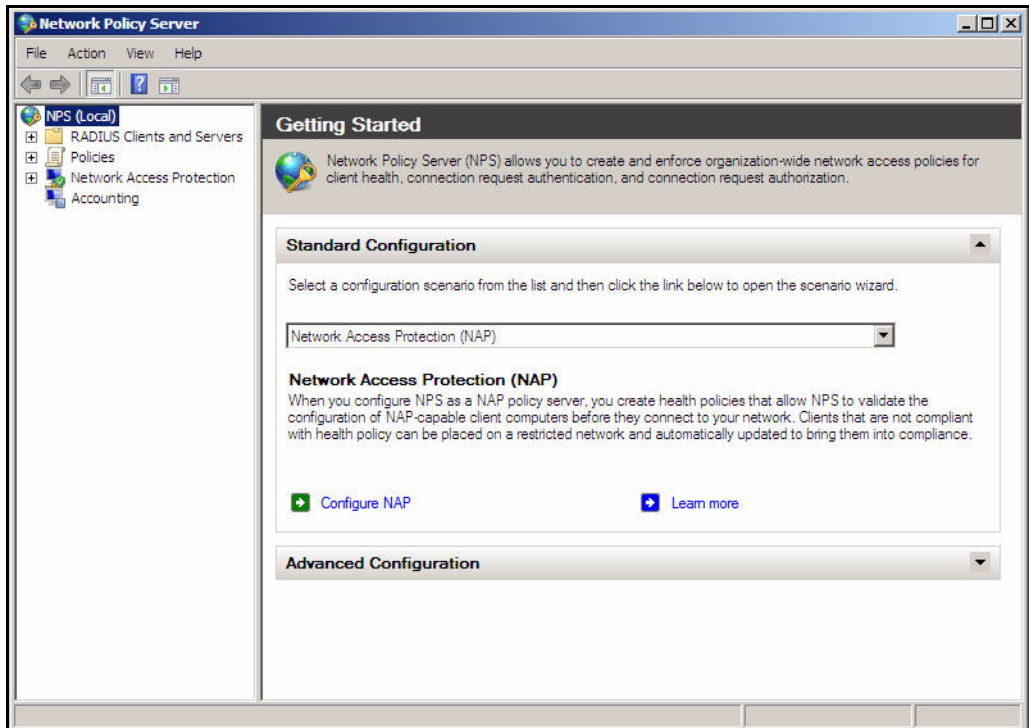 Network Policy Server
File Action View Help
NPS (Local)
RADIUS Clients and Servers
Policies
Network Access Protection
Accounting
Getting Started
Network Policy Server (NPS) allows you to create and enforce organization-wide network access policies for
client health, connection request authentication, and connection request authorization.
Standard Configuration
Select a configuration scenario from the list and then click the link below to open the scenario wizard.
Network Access Protection (NAP)
Network Access Protection (NAP)
When you configure NPS as a NAP policy server, you create health policies that allow NPS to validate the
configuration of NAP-capable client computers before they connect to your network. Clients that are not compliant
with health policy can be placed on a restricted network and automatically updated to bring them into compliance.
Configure NAP Learn more
Advanced Configuration